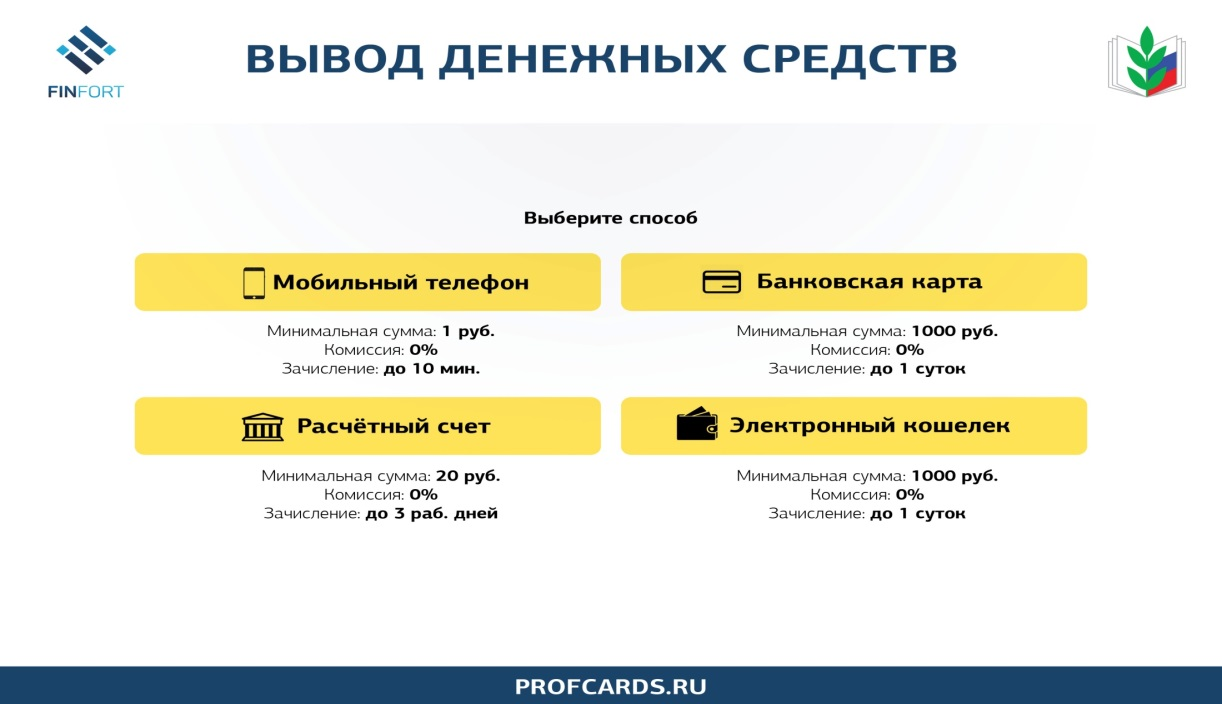 FINFORT
ВЫВОД ДЕНЕЖНЫХ СРЕДСТВ
Выберите способ
Мобильный телефон
Минимальная сумма: 1 руб.
Комиссия: 0%
Зачисление: до 10 мин.
Банковская карта
Минимальная сумма: 1000 руб.
Комиссия: 0%
Зачисление: до 1 суток
Расчётный счет
Минимальная сумма: 20 руб.
Комиссия: 0%
Зачисление: до 3 раб. дней
Электронный кошелек
Минимальная сумма: 1000 руб.
Комиссия: 0%
Зачисление: до 1 суток
PROFCARDS.RU